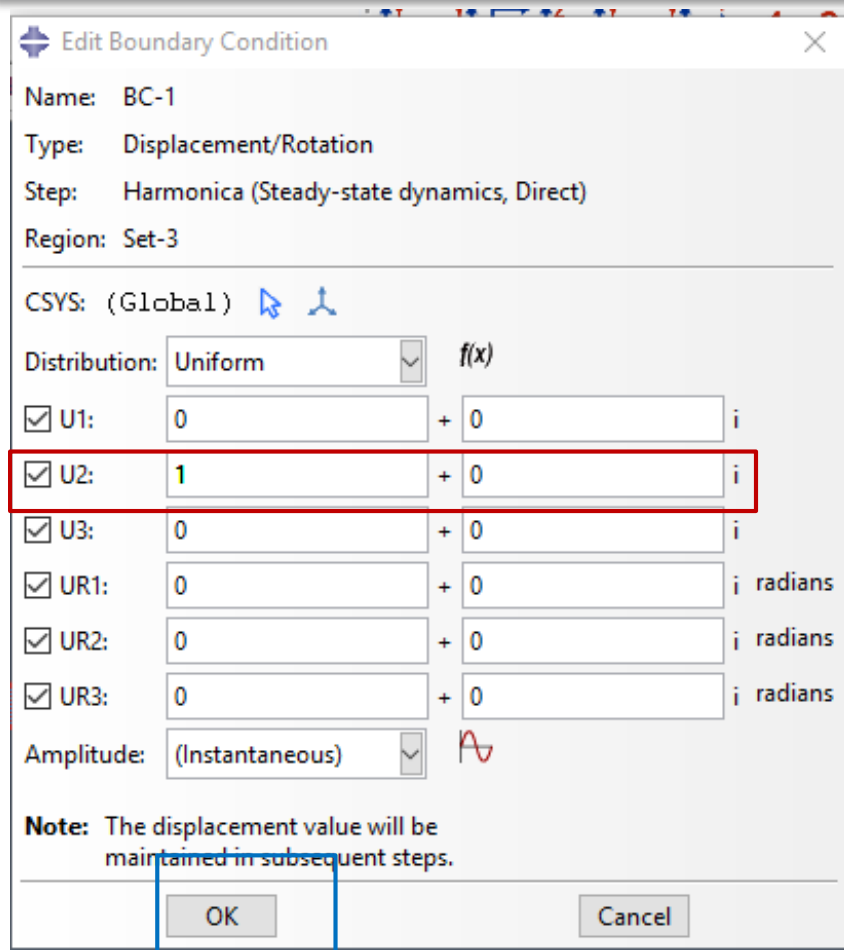 Edit Boundary Condition
Name: BC-1
Type: Displacement/Rotation
Step: Harmonica (Steady-state dynamics, Direct)
Region: Set-3
CSYS: (Global)
Distribution: Uniform f(x)
U1: 0 + 0 i
U2: 1 + 0 i
U3: 0 + 0 i
UR1: 0 + 0 i radians
UR2: 0 + 0 i radians
UR3: 0 + 0 i radians
Amplitude: (Instantaneous)
Note: The displacement value will be
maintained in subsequent steps.
OK Cancel